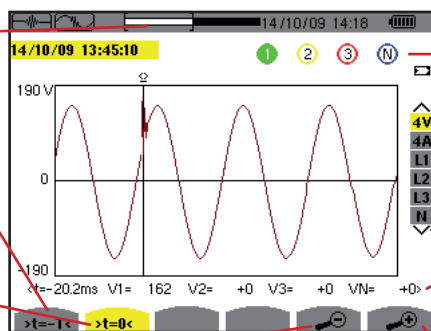 14/10/09 14:18
14/10/09 13:45:10 1 2 3 N
190 V
4V
4A
L1
0 L2
L3
N
-190
<t=-20.2ms V1= 162 V2= +0 V3= +0 VN= +0>
>t=-1< >t=0<